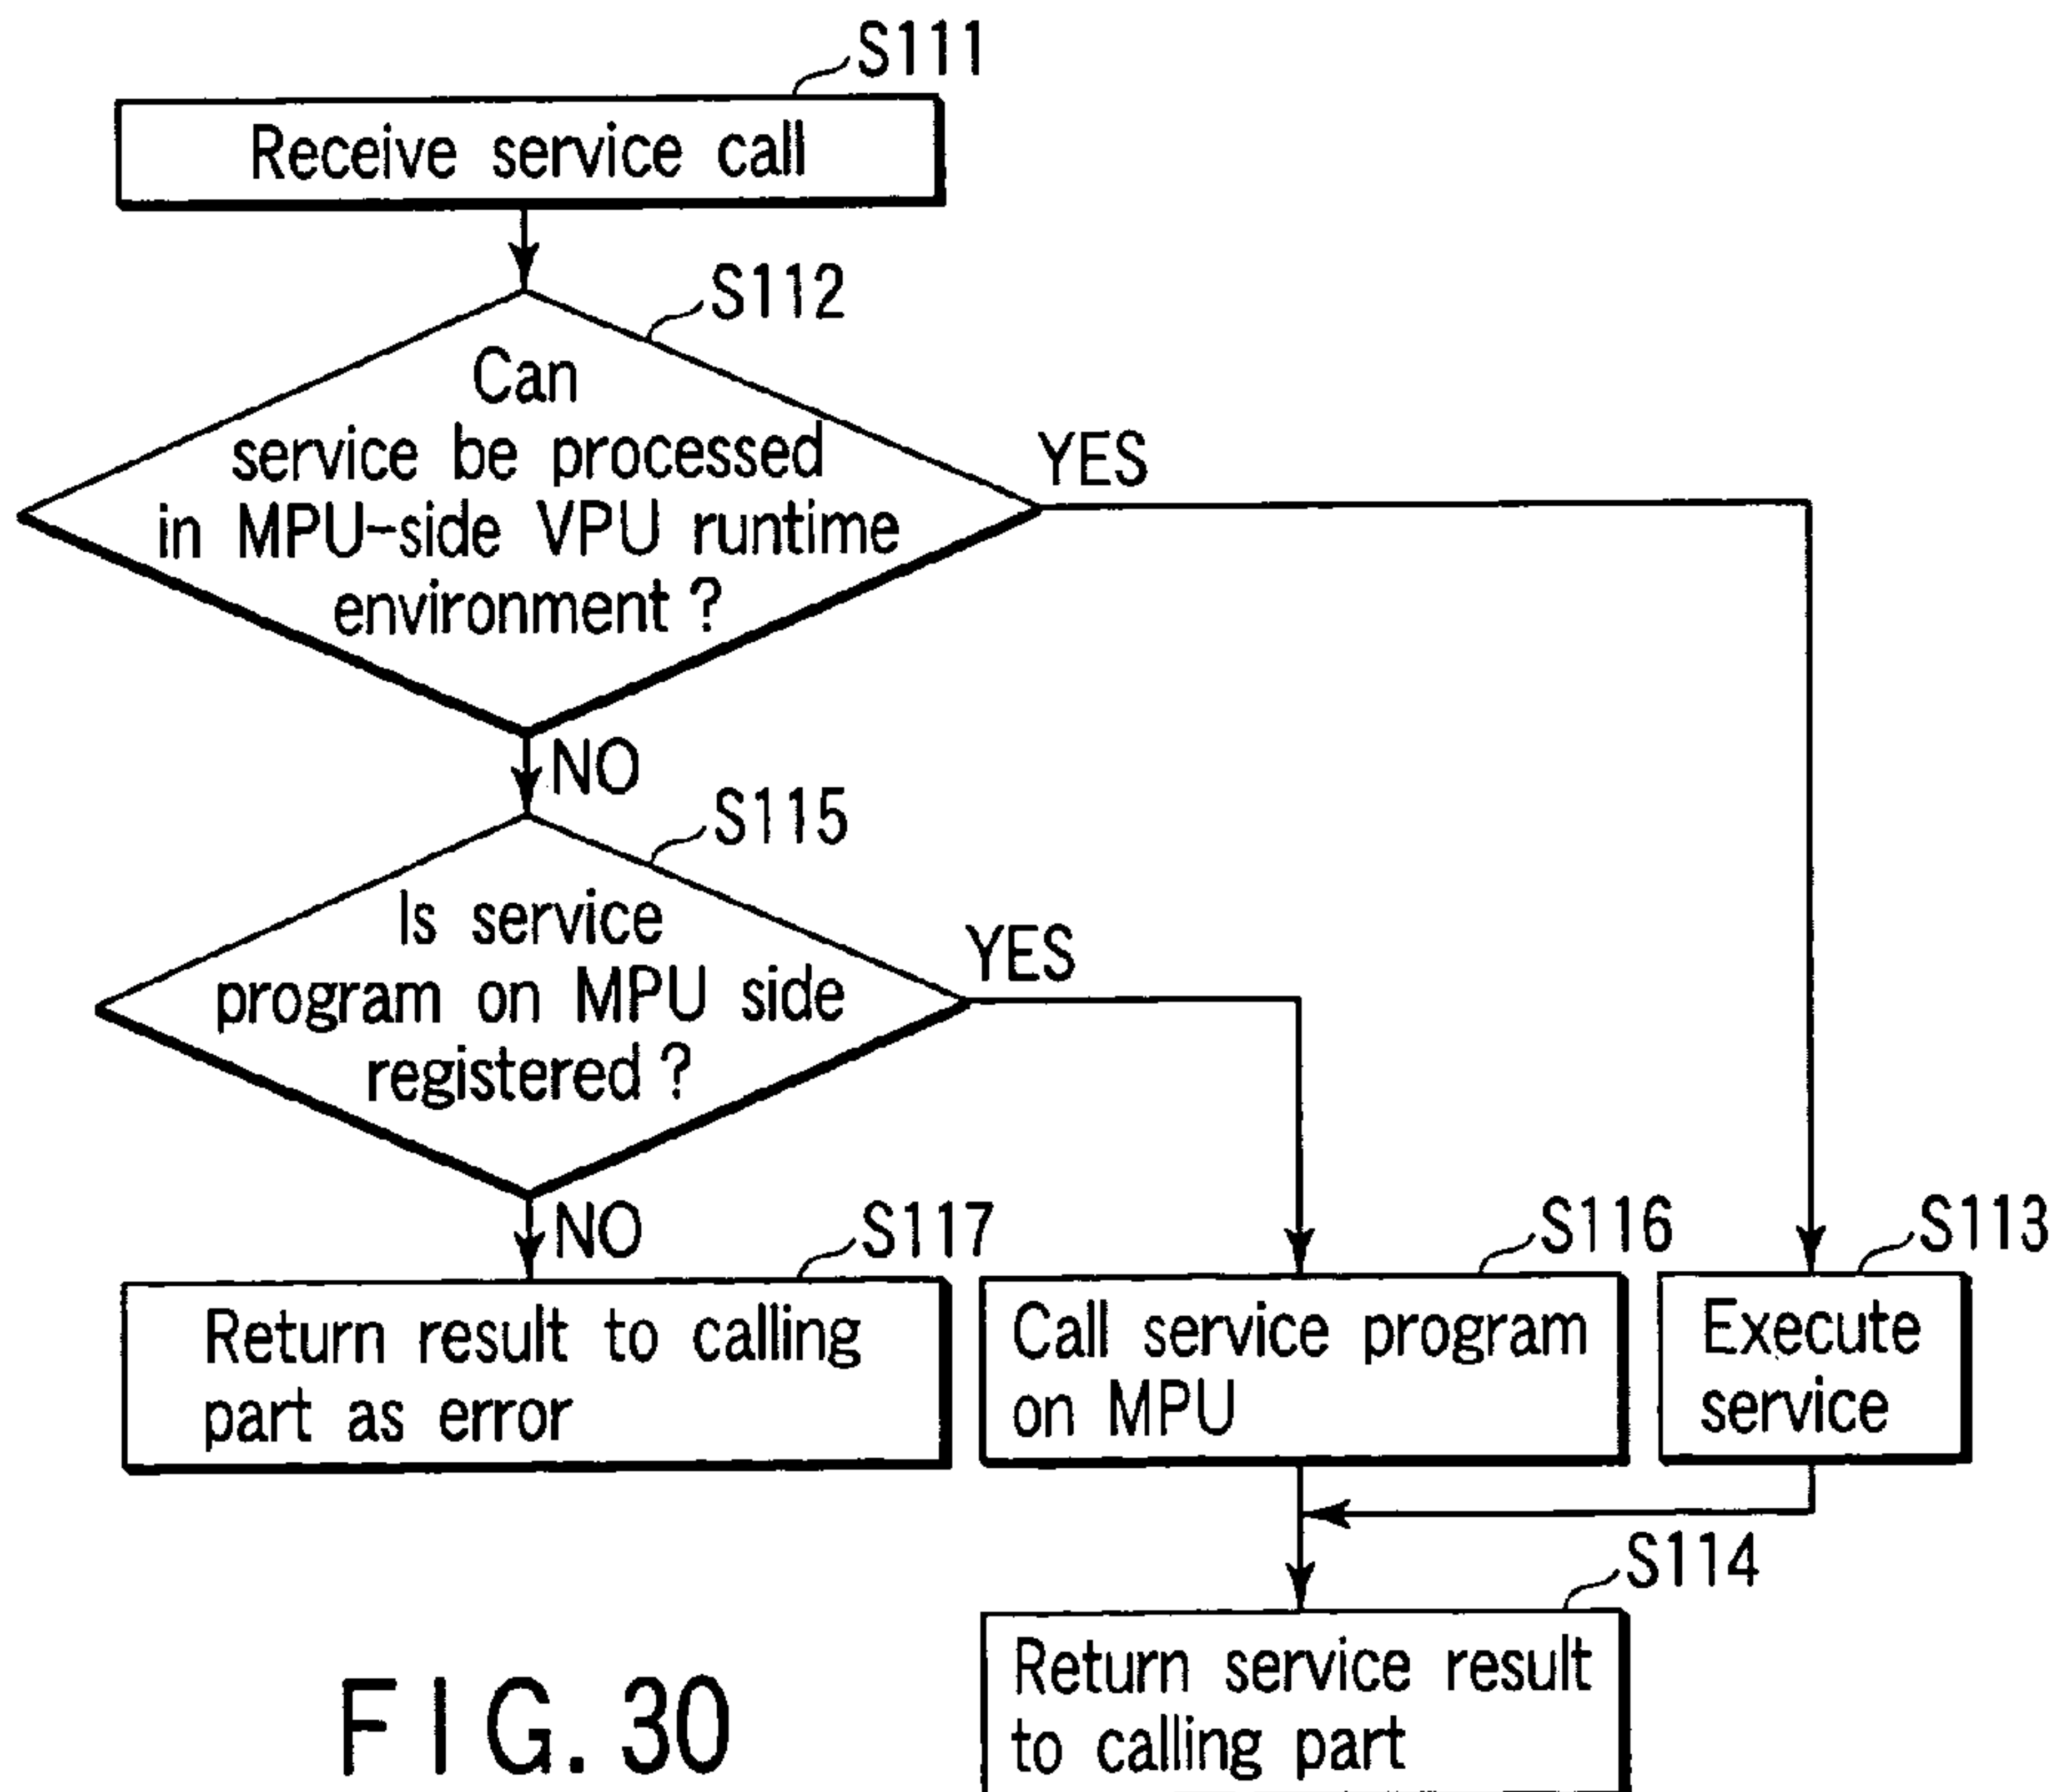 S111
Receive service call
S112
Can
service be processed
in MPU-side VPU runtime
environment ?
YES
NO
S115
Is service
program on MPU side
registered ?
YES
NO
S117
Return result to calling
part as error
S116
Call service program
on MPU
S113
Execute
service
S114
Return service result
to calling part
FIG. 30